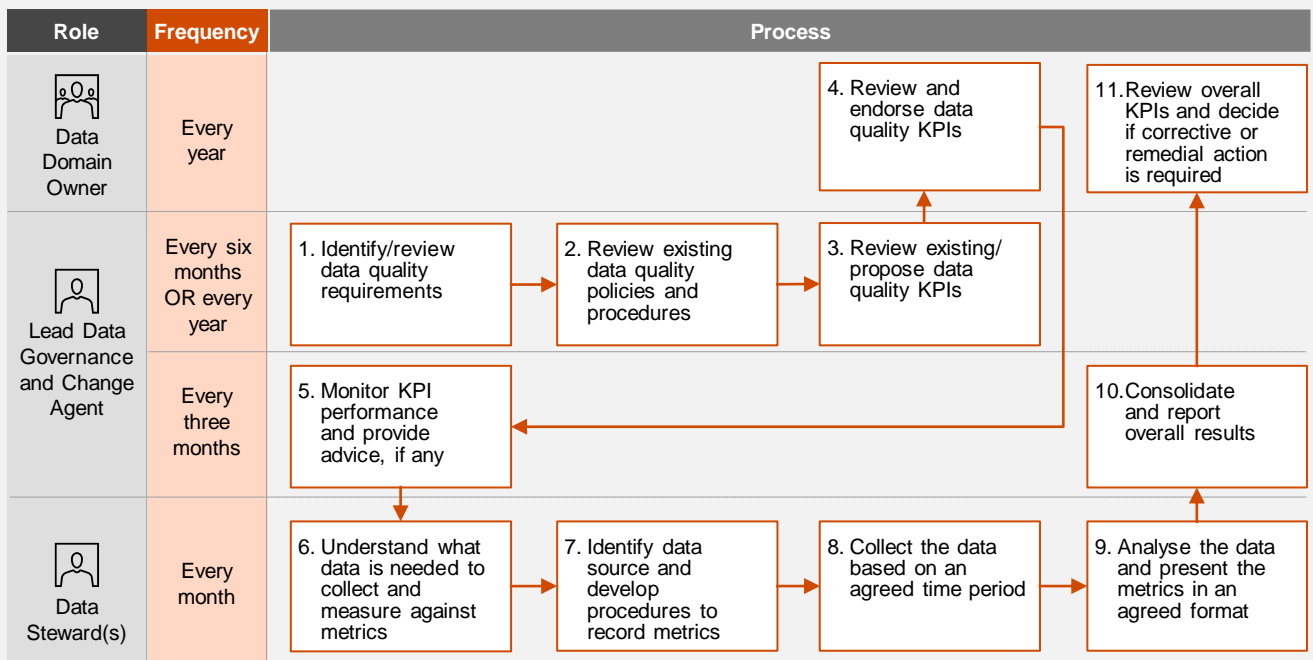 Role
Frequency
Process
Data
Domain
Owner
Every
year
4. Review and
endorse data
quality KPIs
11. Review overall
KPIs and decide
if corrective or
remedial action
is required
Lead Data
Governance
and Change
Agent
Every six
months
OR every
year
1. Identify/review
data quality
requirements
2. Review existing
data quality
policies and
procedures
3. Review existing/
propose data
quality KPIs
Every
three
months
5. Monitor KPI
performance
and provide
advice, if any
10. Consolidate
and report
overall results
Data
Steward(s)
Every
month
6. Understand what
data is needed to
collect and
measure against
metrics
7. Identify data
source and
develop
procedures to
record metrics
8. Collect the data
based on an
agreed time period
9. Analyse the data
and present the
metrics in an
agreed format